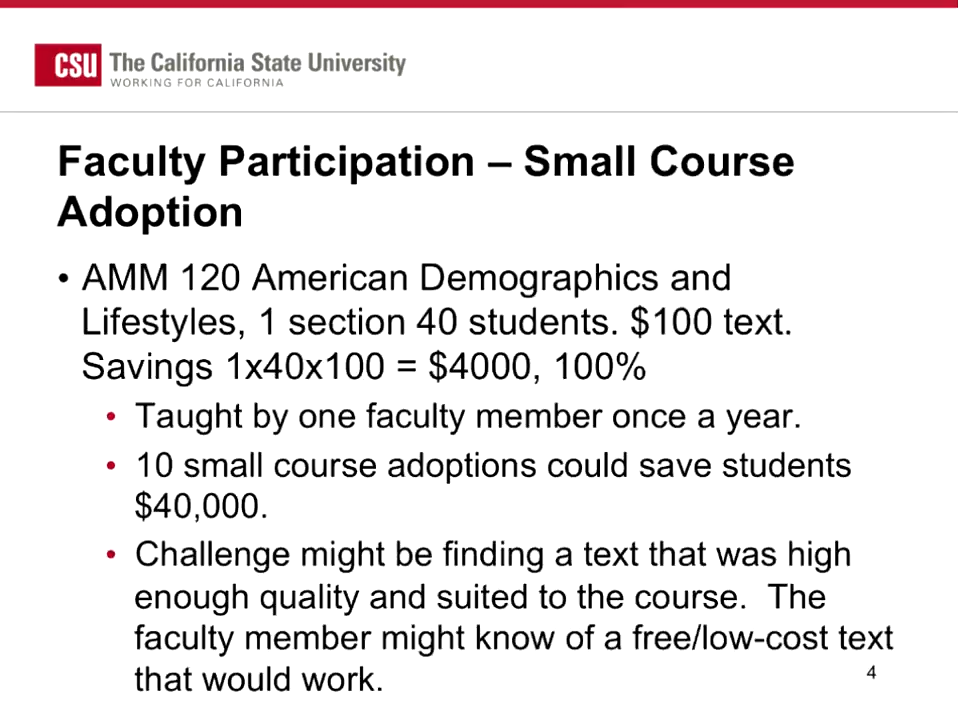 CSU The California State University
WORKING FOR CALIFORNIA
Faculty Participation – Small Course
Adoption
• AMM 120 American Demographics and
Lifestyles, 1 section 40 students. $100 text.
Savings 1x40x100 = $4000, 100%
• Taught by one faculty member once a year.
• 10 small course adoptions could save students
$40,000.
• Challenge might be finding a text that was high
enough quality and suited to the course.  The
faculty member might know of a free/low-cost text
that would work.
4